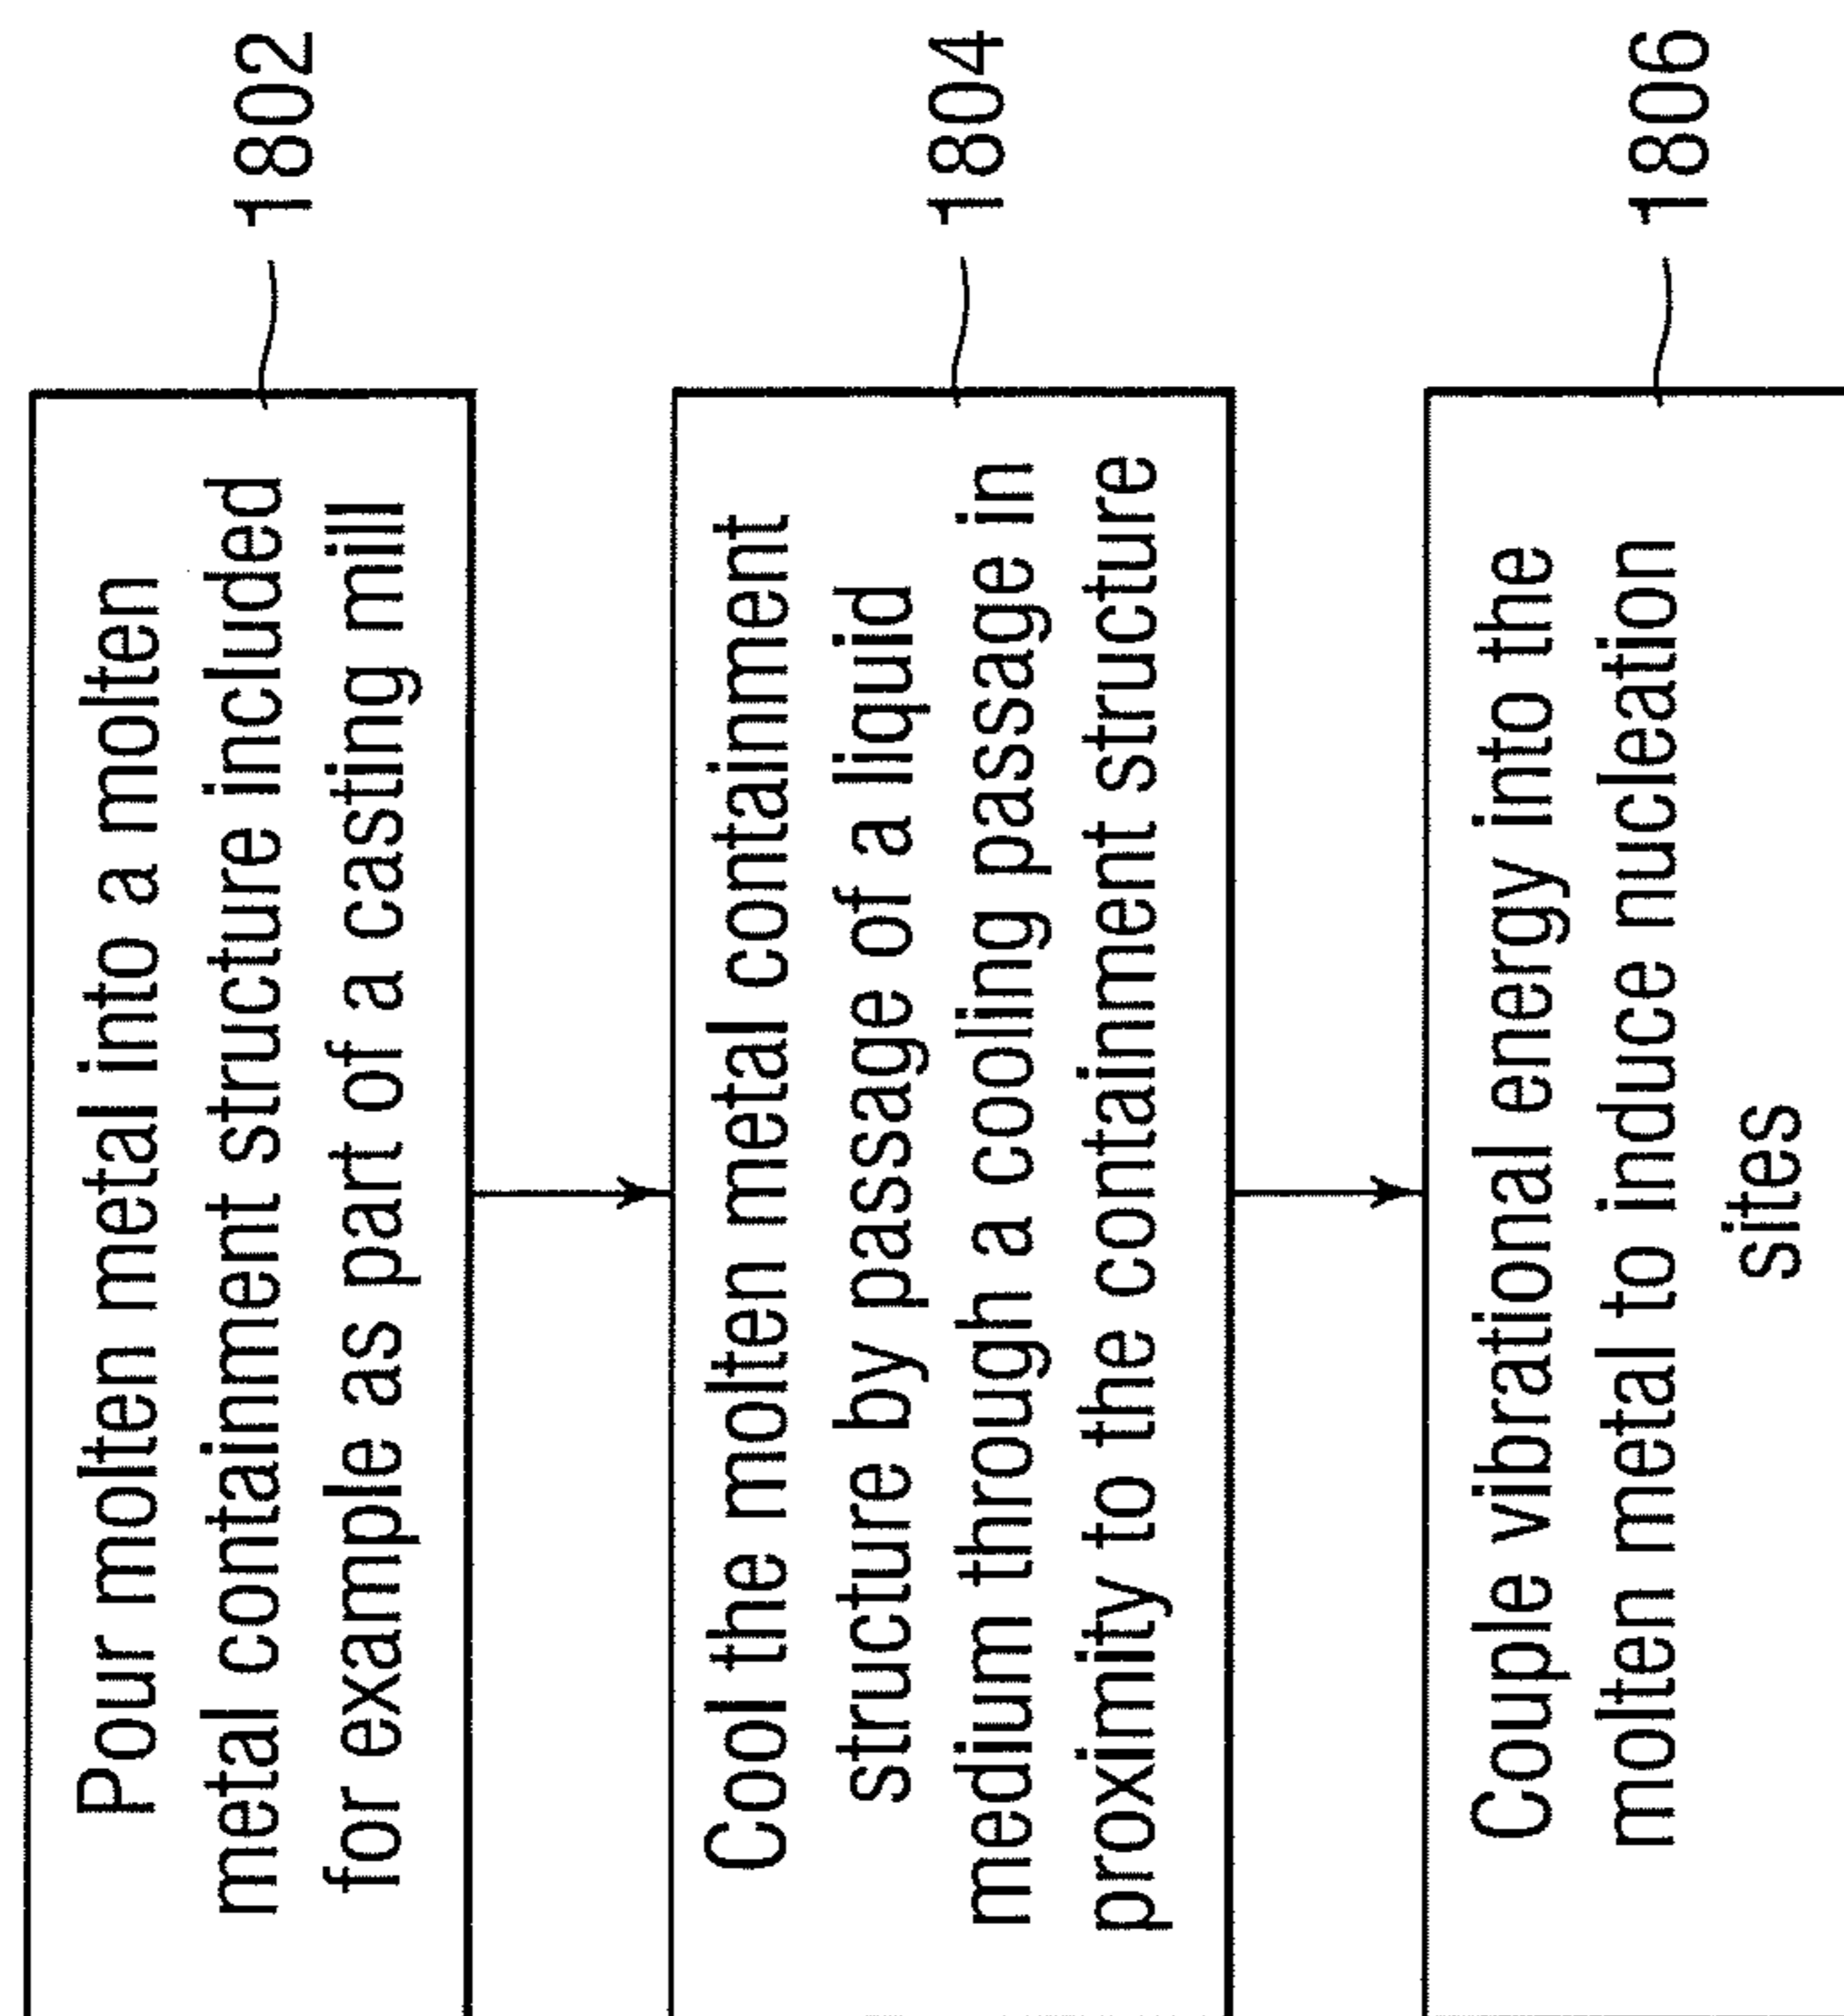 Pour molten metal into a molten
metal containment structure included
for example as part of a casting mill
1802
Cool the molten metal containment
structure by passage of a liquid
medium through a cooling passage in
proximity to the containment structure
1804
Couple vibrational energy into the
molten metal to induce nucleation
sites
1806